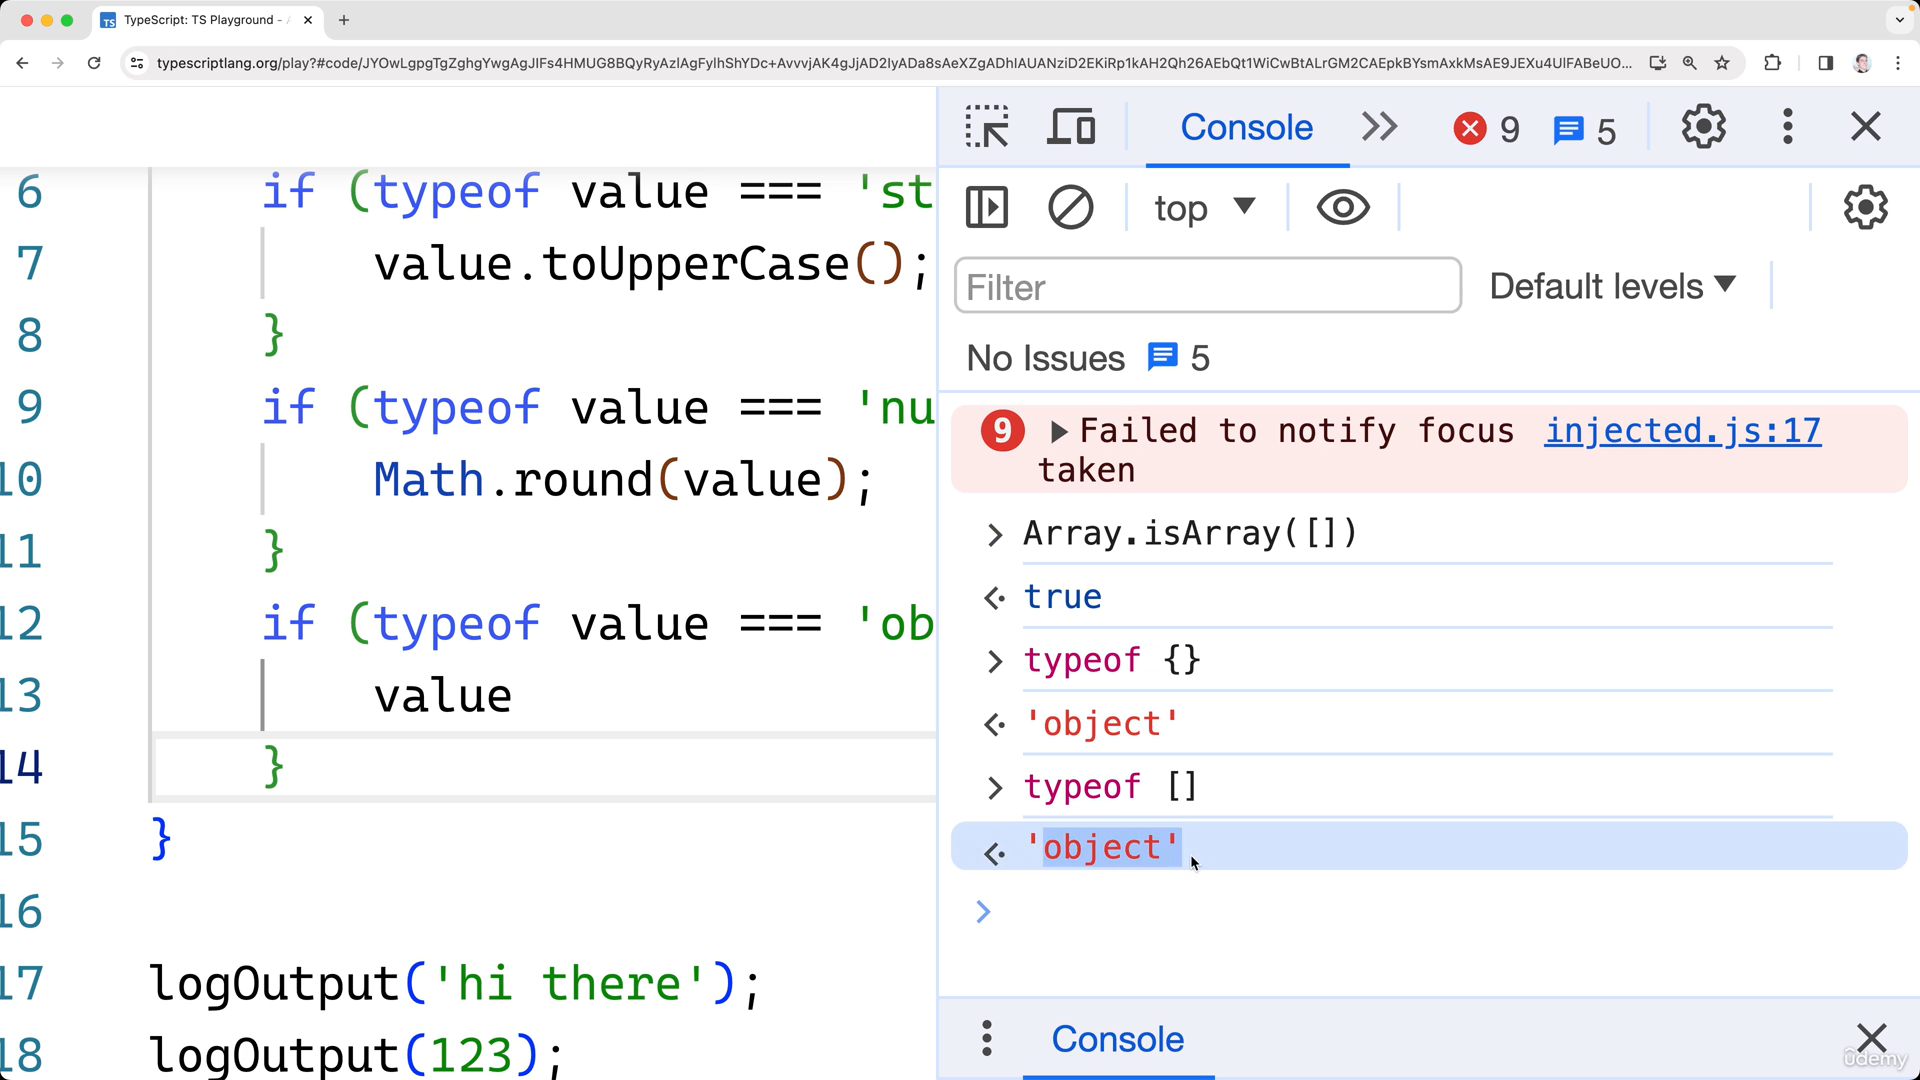 TypeScript: TS Playground - 
typescriptlang.org/play?#code/
Console
9
5
top
Filter
Default levels
No Issues 5
9 Failed to notify focus taken injected.js:17
Array.isArray([])
true
typeof {}
'object'
typeof []
'object'
6 if (typeof value === 'st
7 value.toUpperCase();
8 }
9 if (typeof value === 'nu
10 Math.round(value);
11 }
12 if (typeof value === 'ob
13 value
14 }
15 }
16
17 logOutput('hi there');
18 logOutput(123);
Console
ûdemy